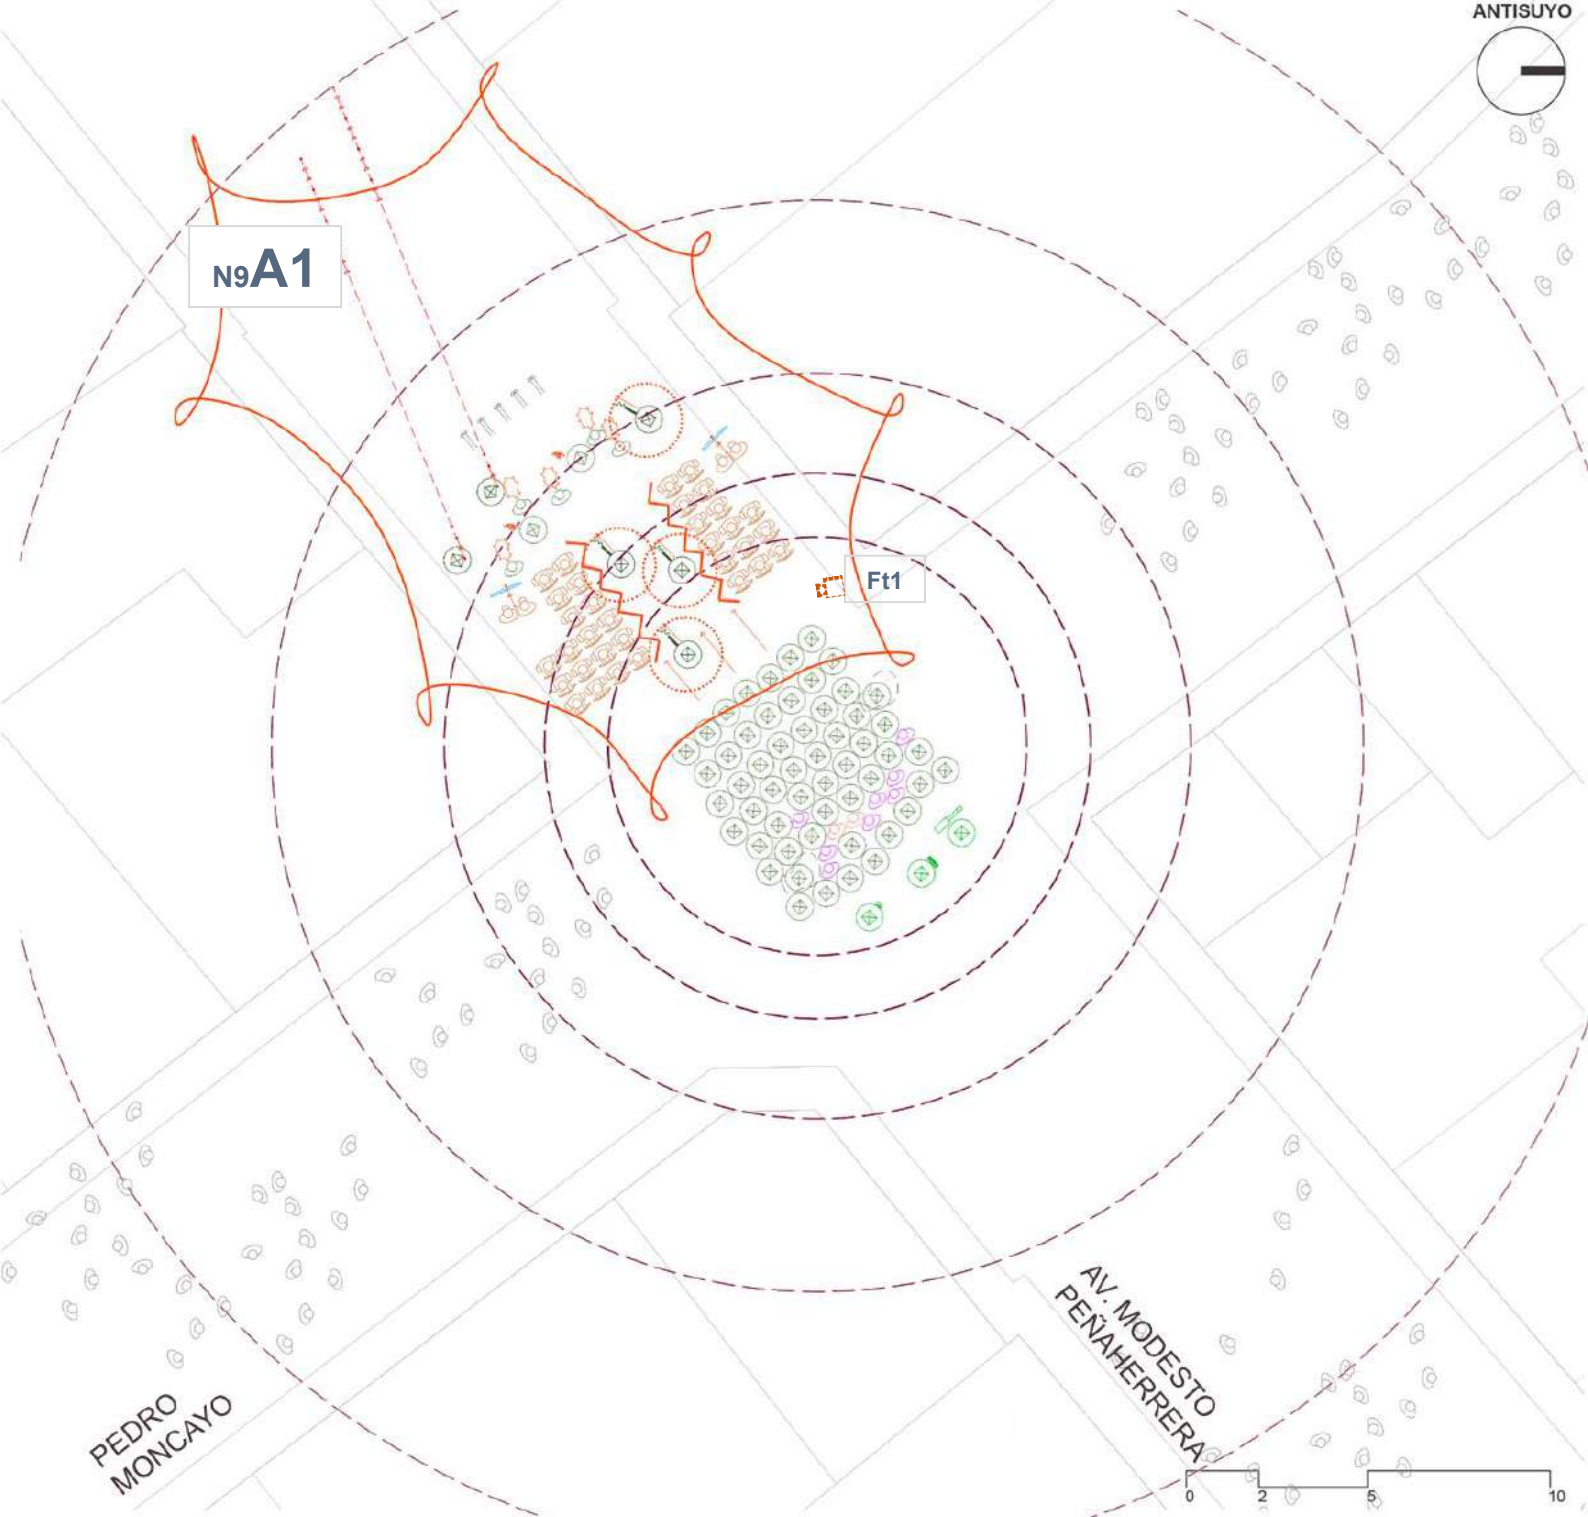 ANTISUYO
N9A1
Ft1
AV. MODESTO
PEÑAHERRERA
PEDRO
MONCAYO
0 2 5 10